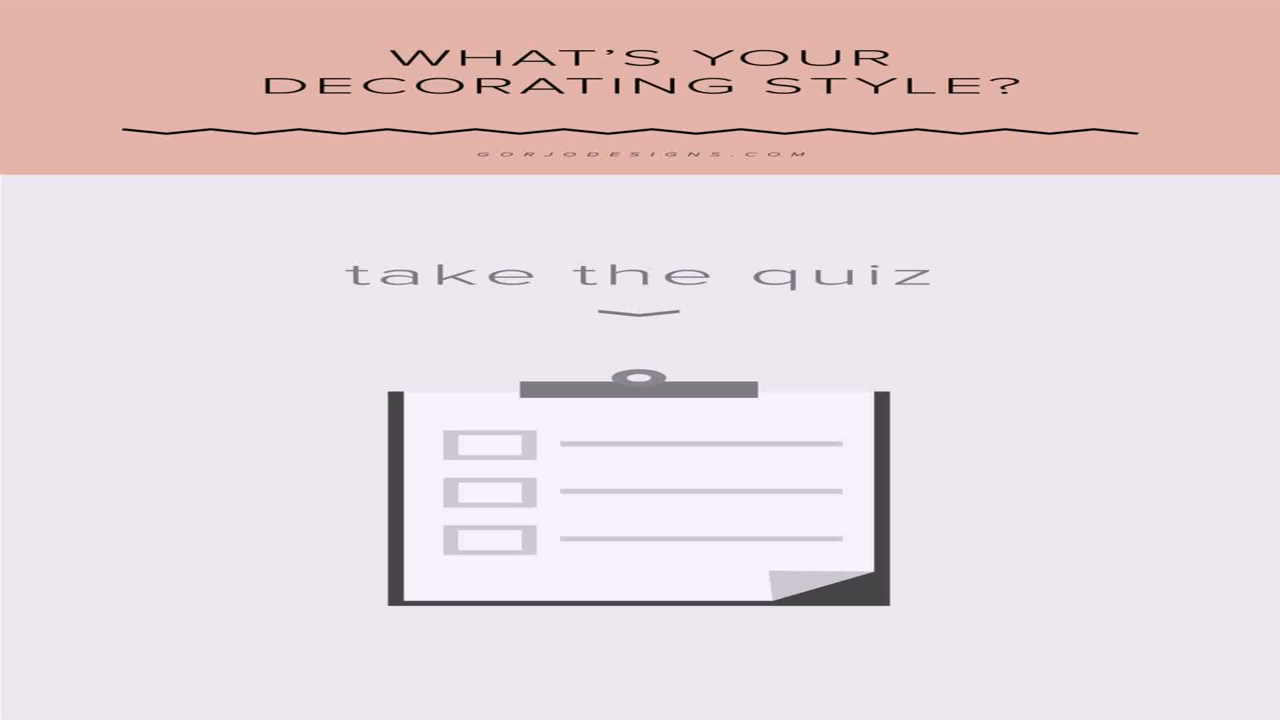 WHAT'S YOUR
DECORATING STYLE?
GORJODESIGNS.COM
take the quiz